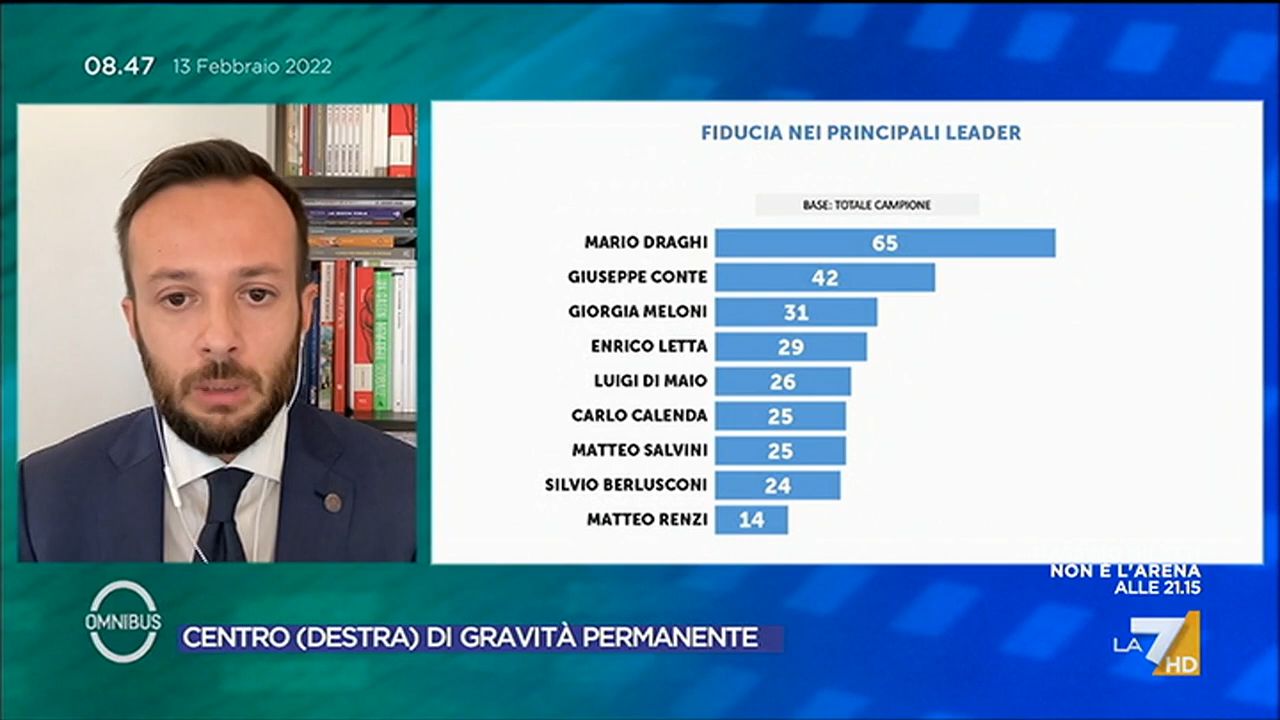 08.47 13 Febbraio 2022
FIDUCIA NEI PRINCIPALI LEADER
BASE: TOTALE CAMPIONE
MARIO DRAGHI 65
GIUSEPPE CONTE 42
GIORGIA MELONI 31
ENRICO LETTA 29
LUIGI DI MAIO 26
CARLO CALENDA 25
MATTEO SALVINI 25
SILVIO BERLUSCONI 24
MATTEO RENZI 14
NON È L'ARENA
ALLE 21.15
OMNIBUS
CENTRO (DESTRA) DI GRAVITÀ PERMANENTE
LA 7 HD